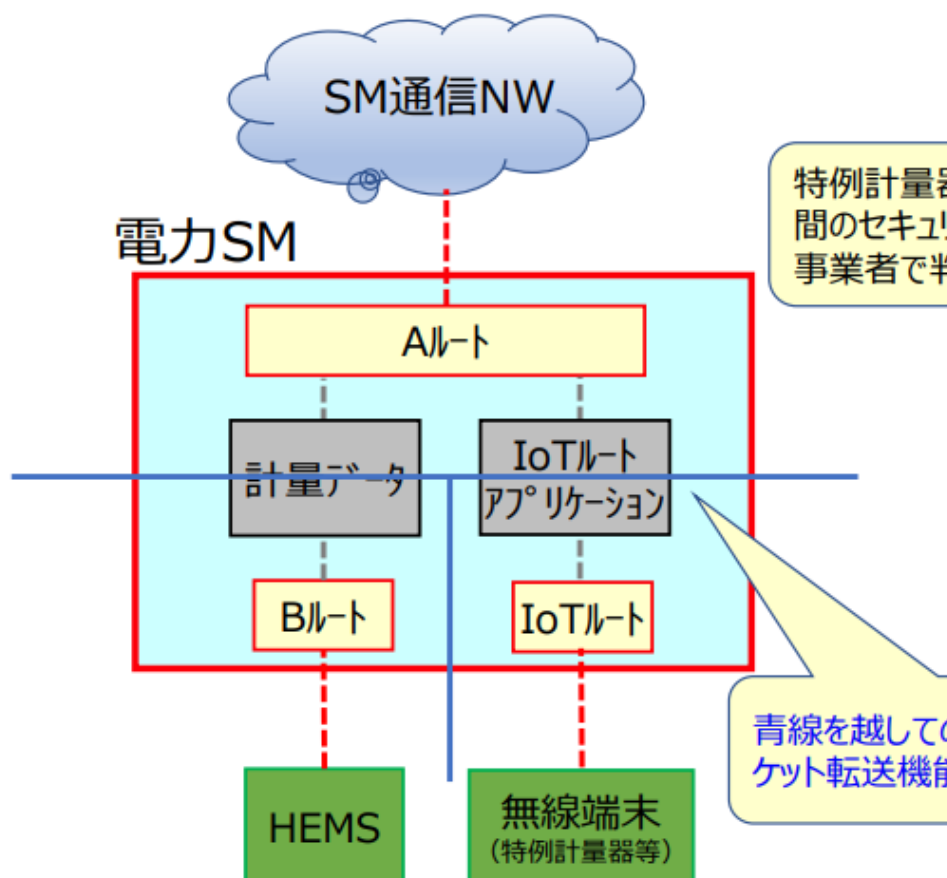 SM通信NW
電力SM
特例計量器
間のセキュリ
事業者で判
Aルート
計量データ
IoTルート
アプリケーション
Bルート
IoTルート
青線を越しての
ケット転送機能
HEMS
無線端末
（特例計量器等）